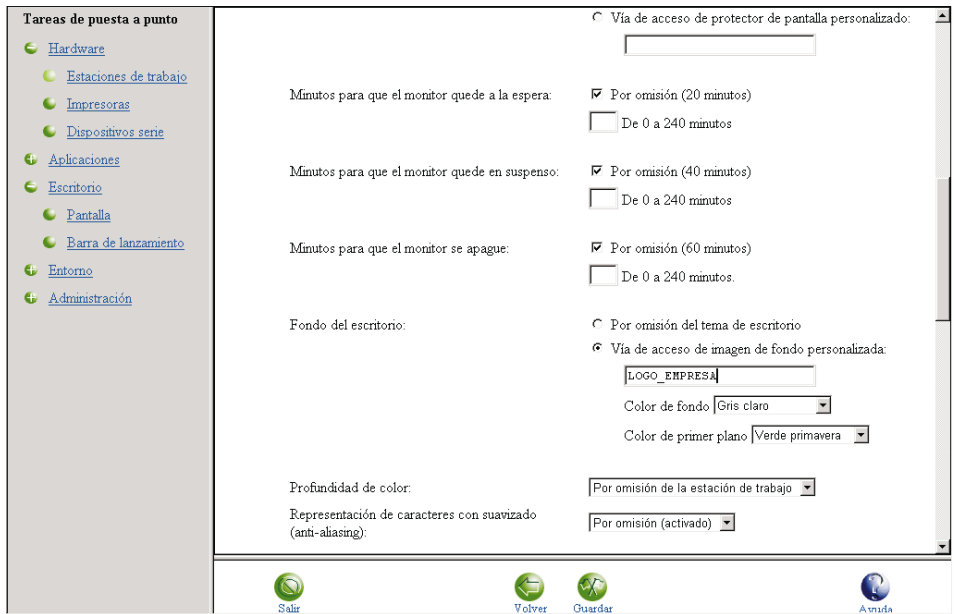 Tareas de puesta a punto
Hardware
Estaciones de trabajo
Impresoras
Dispositivos serie
Aplicaciones
Escritorio
Pantalla
Barra de lanzamiento
Entorno
Administración
Vía de acceso de protector de pantalla personalizado:
Minutos para que el monitor quede a la espera:
Por omisión (20 minutos)
De 0 a 240 minutos
Minutos para que el monitor quede en suspenso:
Por omisión (40 minutos)
De 0 a 240 minutos
Minutos para que el monitor se apague:
Por omisión (60 minutos)
De 0 a 240 minutos.
Fondo del escritorio:
Por omisión del tema de escritorio
Vía de acceso de imagen de fondo personalizada:
LOGO_EMPRESA
Color de fondo Gris claro
Color de primer plano Verde primavera
Profundidad de color:
Por omisión de la estación de trabajo
Representación de caracteres con suavizado
(anti-aliasing):
Por omisión (activado)
Salir
Volver
Guardar
Ayuda